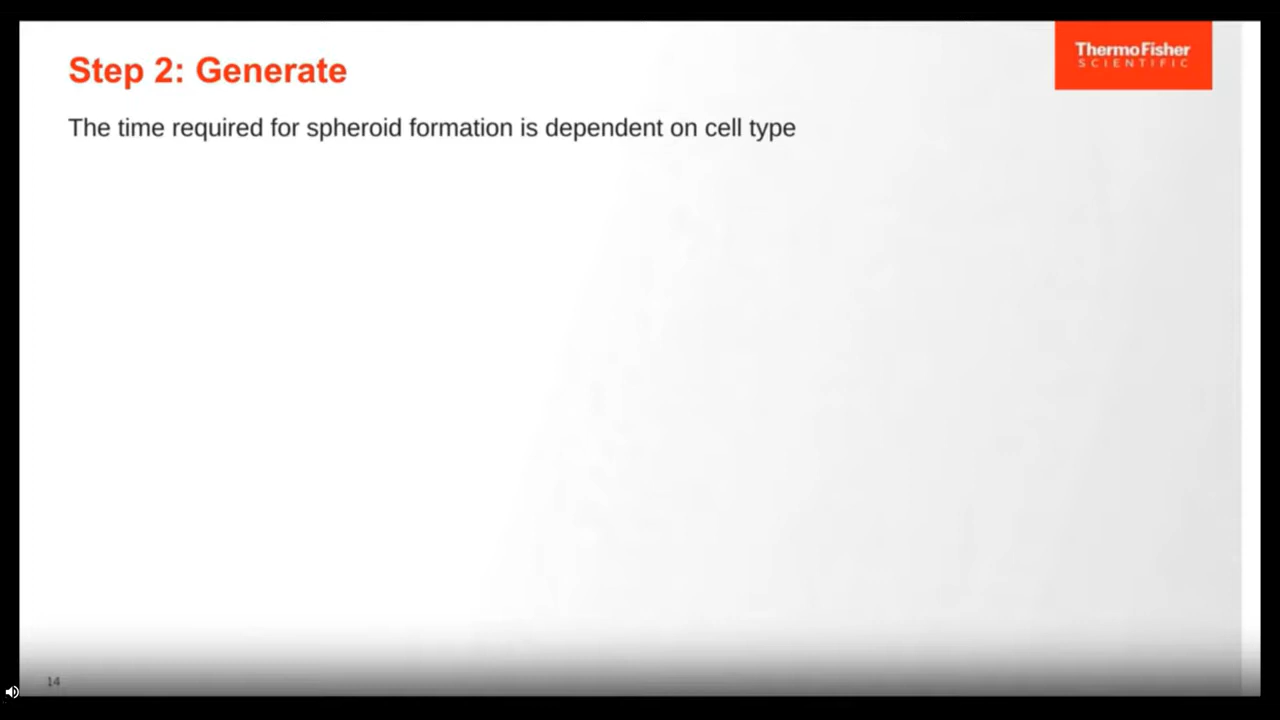 ThermoFisher
SCIENTIFIC
Step 2: Generate
The time required for spheroid formation is dependent on cell type
14